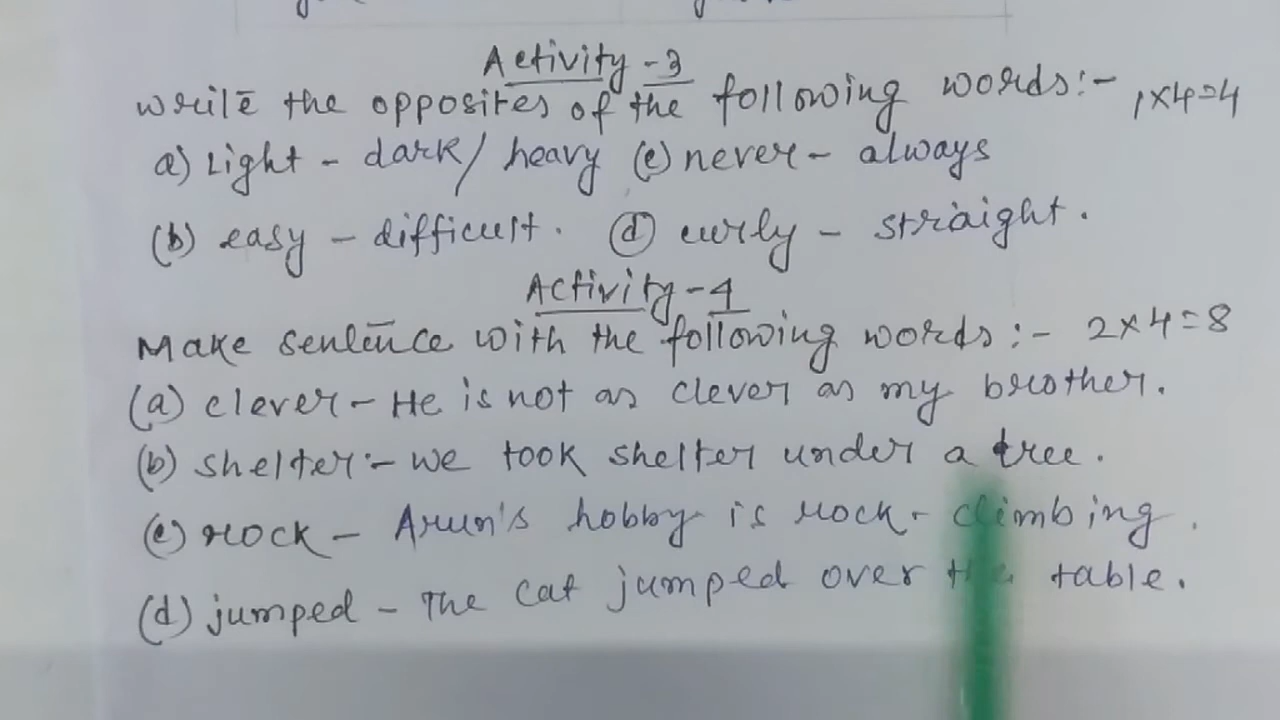 Activity-3
Write the opposites of the following words:- 1×4=4
a) Light - dark/ heavy (c) never - always
(b) easy - difficult. (d) curly - straight.
Activity-4
Make sentence with the following words:- 2×4=8
(a) clever - He is not as clever as my brother.
(b) shelter:- we took shelter under a tree.
(c) rock - Arun's hobby is rock-climbing.
(d) jumped - The cat jumped over the table.